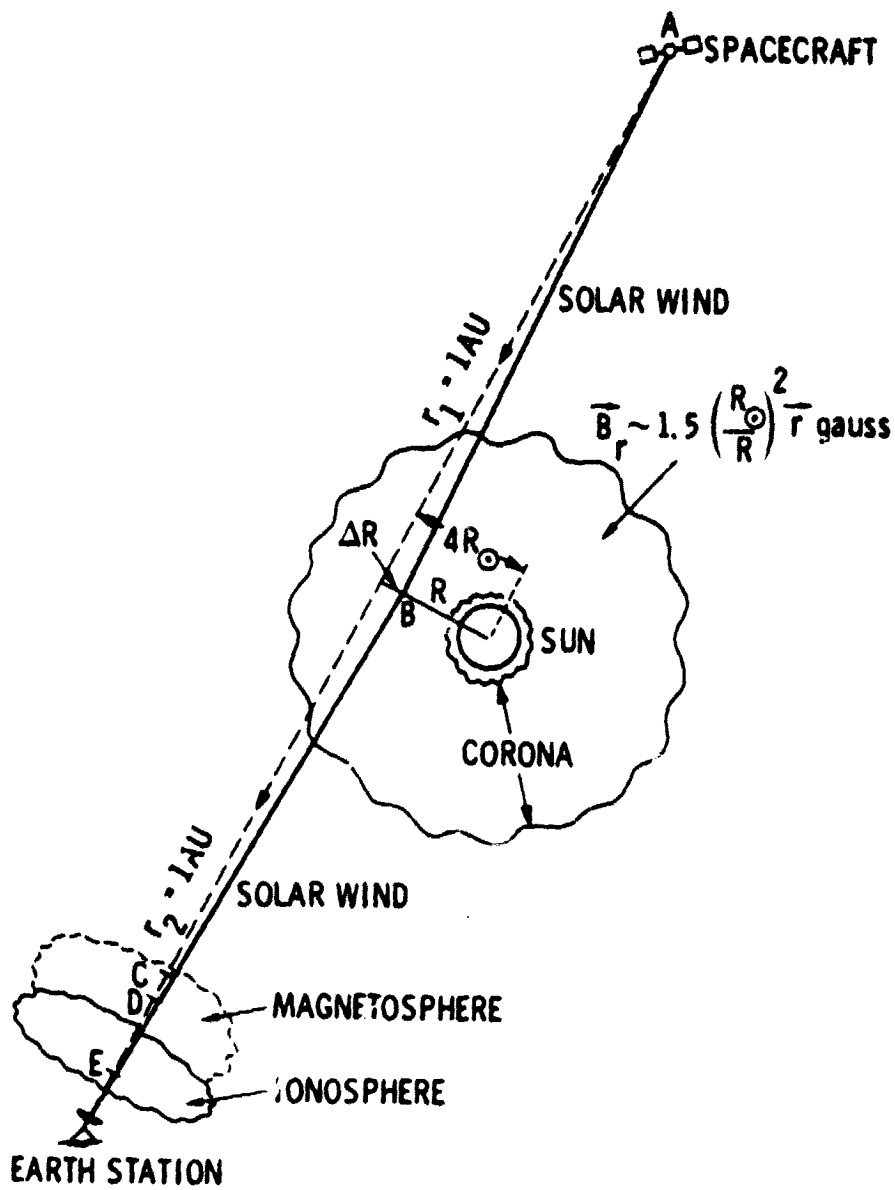 A
SPACECRAFT
SOLAR WIND
r₁ = 1AU
B⃗ᵣ ~ 1.5 (R☉/R)² r⃗ gauss
ΔR
4R☉
R
B
SUN
CORONA
r₂ = 1AU
SOLAR WIND
C
D
MAGNETOSPHERE
E
IONOSPHERE
EARTH STATION